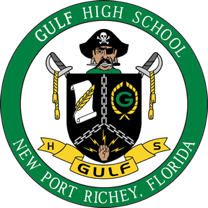 GULF HIGH SCHOOL
G
H S
GULF
NEW PORT RICHEY, FLORIDA